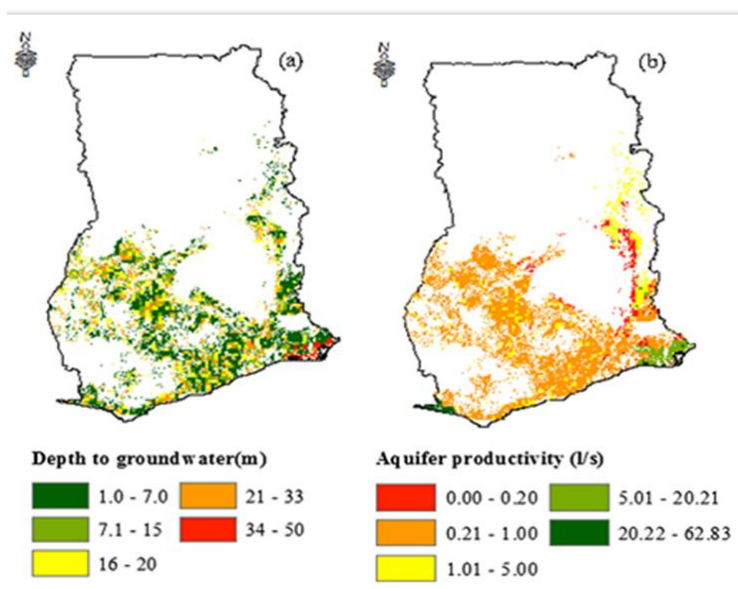 N
(a)
N
(b)
Depth to groundwater(m)
1.0 - 7.0
21 - 33
7.1 - 15
34 - 50
16 - 20
Aquifer productivity (l/s)
0.00 - 0.20
5.01 - 20.21
0.21 - 1.00
20.22 - 62.83
1.01 - 5.00